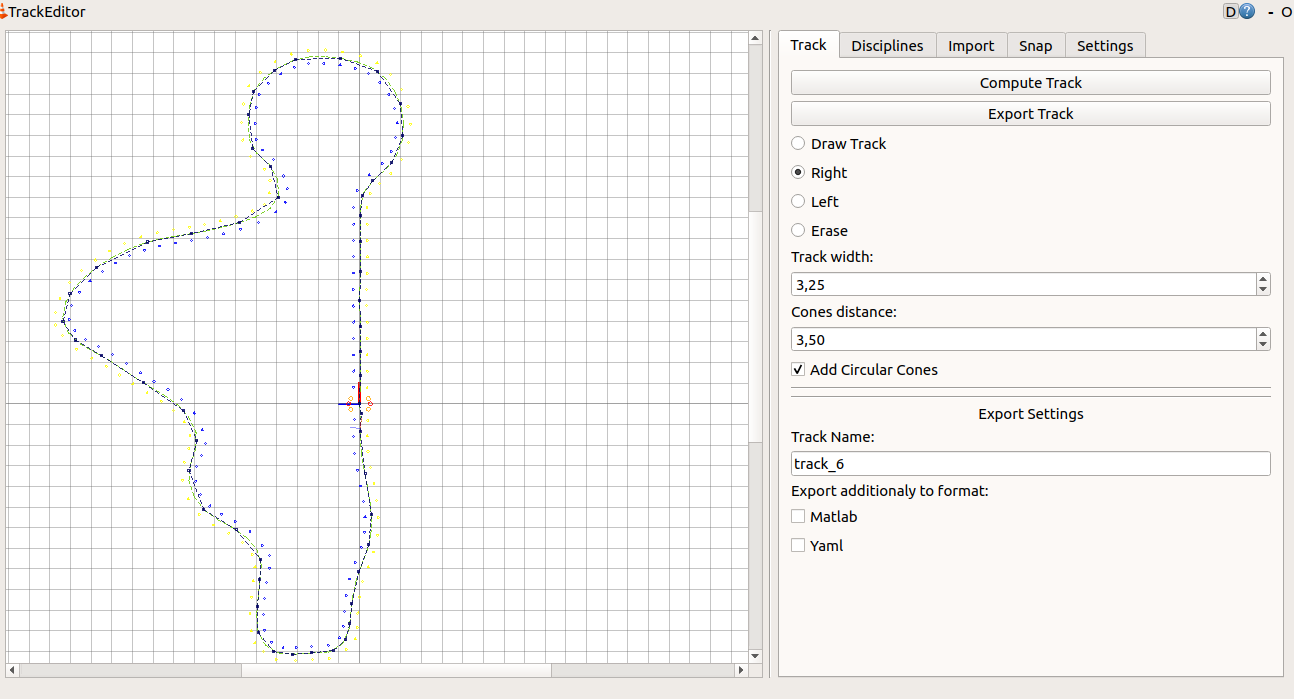 TrackEditor
D ?
Track Disciplines Import Snap Settings
Compute Track
Export Track
Draw Track
Right
Left
Erase
Track width:
3,25
Cones distance:
3,50
Add Circular Cones
Export Settings
Track Name:
track_6
Export additionaly to format:
Matlab
Yaml